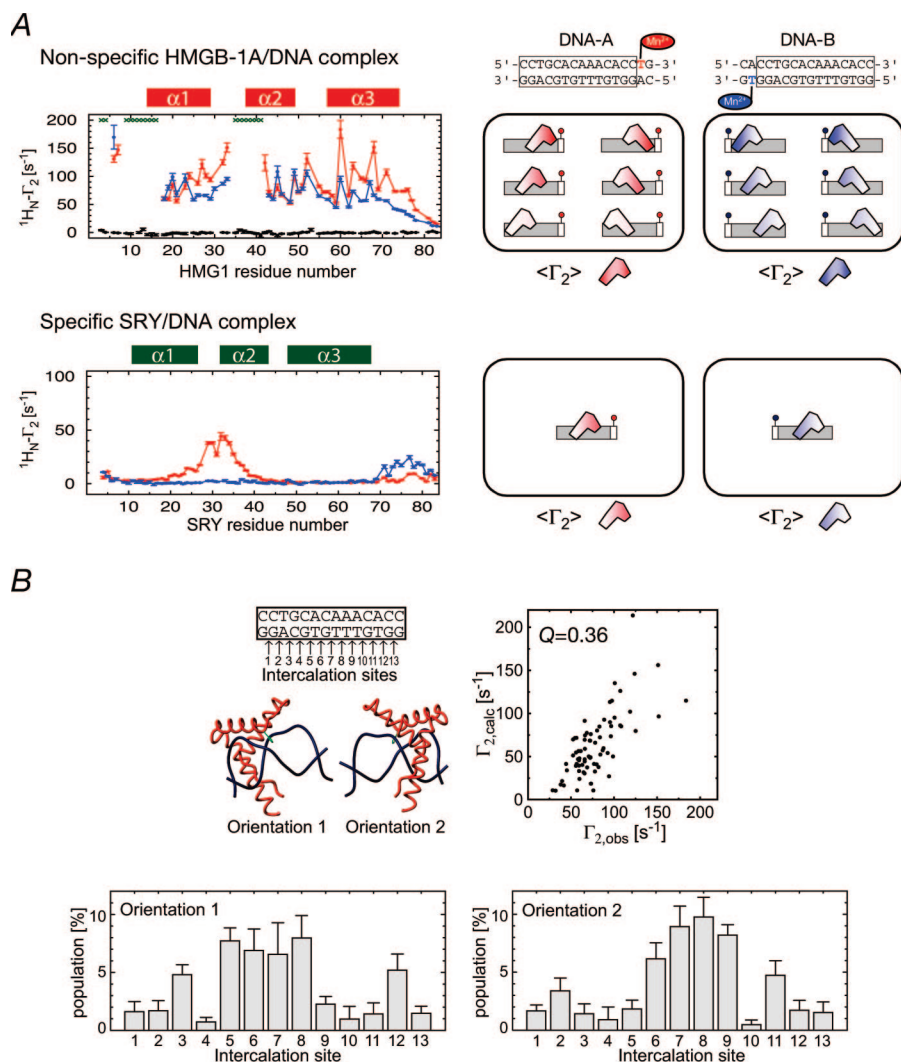 A
Non-specific HMGB-1A/DNA complex
α1 α2 α3
200
150
100
50
0
¹H_N-Γ₂ [s⁻¹]
10 20 30 40 50 60 70 80
HMG1 residue number
DNA-A
Mn²⁺
5'-CCTGCACAAACACCTG-3'
3'-GGACGTGTTTGTGGAC-5'
<Γ₂>
DNA-B
5'-CACCTGCACAAACACC-3'
3'-GTGGACGTGTTTGTGG-5'
Mn²⁺
<Γ₂>
Specific SRY/DNA complex
α1 α2 α3
100
50
0
¹H_N-Γ₂ [s⁻¹]
10 20 30 40 50 60 70 80
SRY residue number
<Γ₂>
<Γ₂>
B
CCTGCACAAACACC
GGACGTGTTTGTGG
1 2 3 4 5 6 7 8 9 10 11 12 13
Intercalation sites
Orientation 1
Orientation 2
Q=0.36
200
150
100
50
0
Γ₂,calc [s⁻¹]
0 50 100 150 200
Γ₂,obs [s⁻¹]
Orientation 1
10
5
0
population [%]
1 2 3 4 5 6 7 8 9 10 11 12 13
Intercalation site
Orientation 2
10
5
0
population [%]
1 2 3 4 5 6 7 8 9 10 11 12 13
Intercalation site